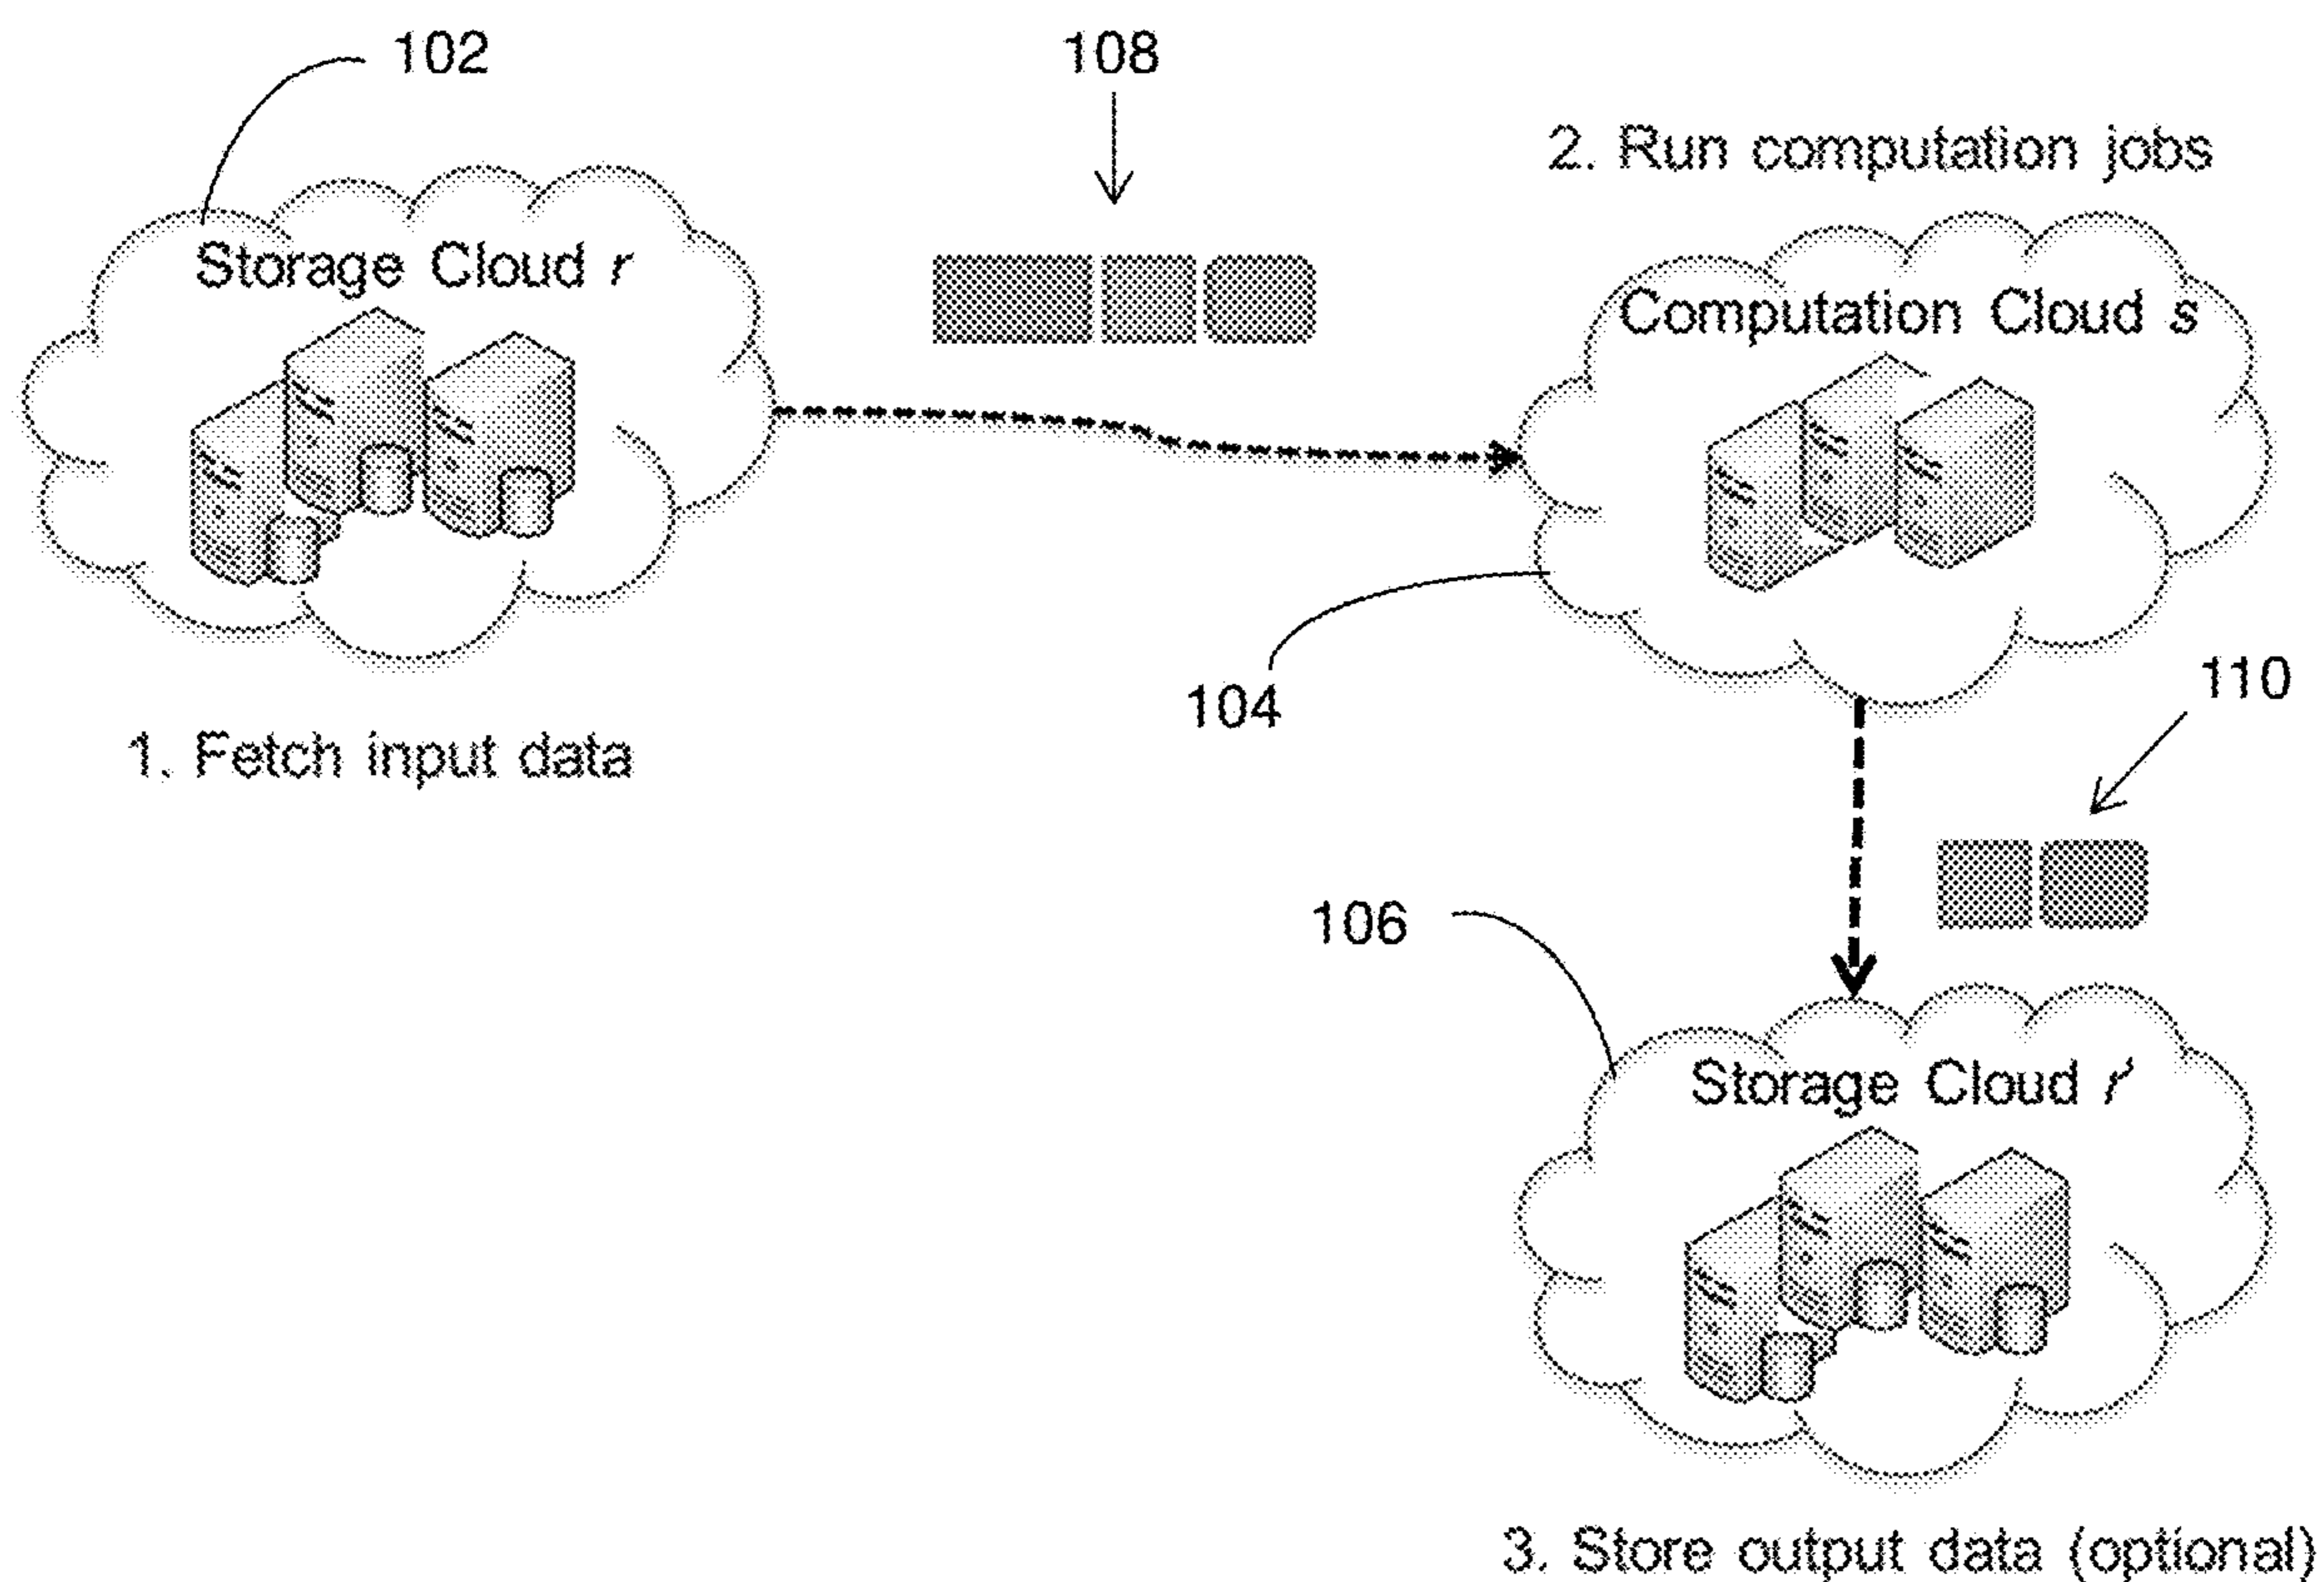 102
108
2. Run computation jobs
Storage Cloud r
Computation Cloud s
104
110
1. Fetch input data
106
Storage Cloud r'
3. Store output data (optional)